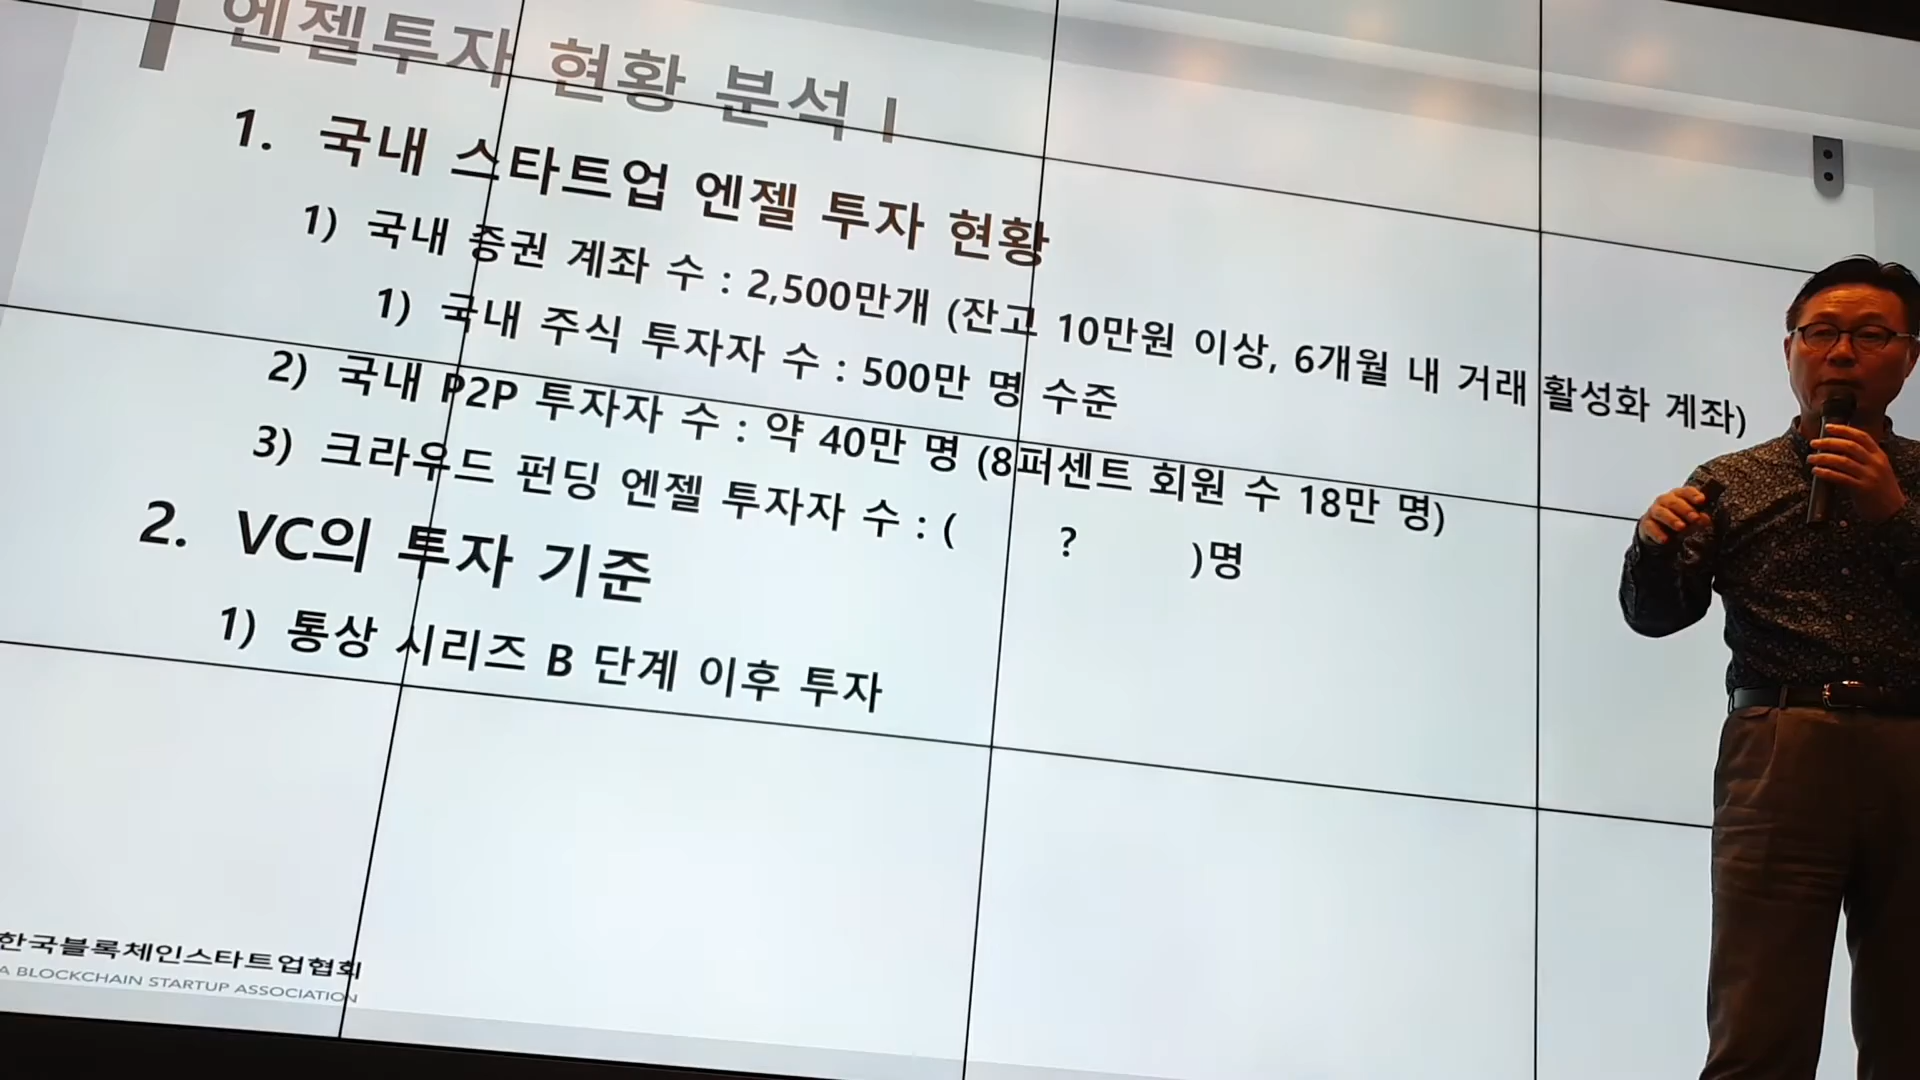 엔젤투자 현황 분석 I
1. 국내 스타트업 엔젤 투자 현황
1) 국내 증권 계좌 수 : 2,500만개 (잔고 10만원 이상, 6개월 내 거래 활성화 계좌)
1) 국내 주식 투자자 수 : 500만 명 수준
2) 국내 P2P 투자자 수 : 약 40만 명 (8퍼센트 회원 수 18만 명)
3) 크라우드 펀딩 엔젤 투자자 수 : ( ? )명
2. VC의 투자 기준
1) 통상 시리즈 B 단계 이후 투자
한국블록체인스타트업협회
A BLOCKCHAIN STARTUP ASSOCIATION